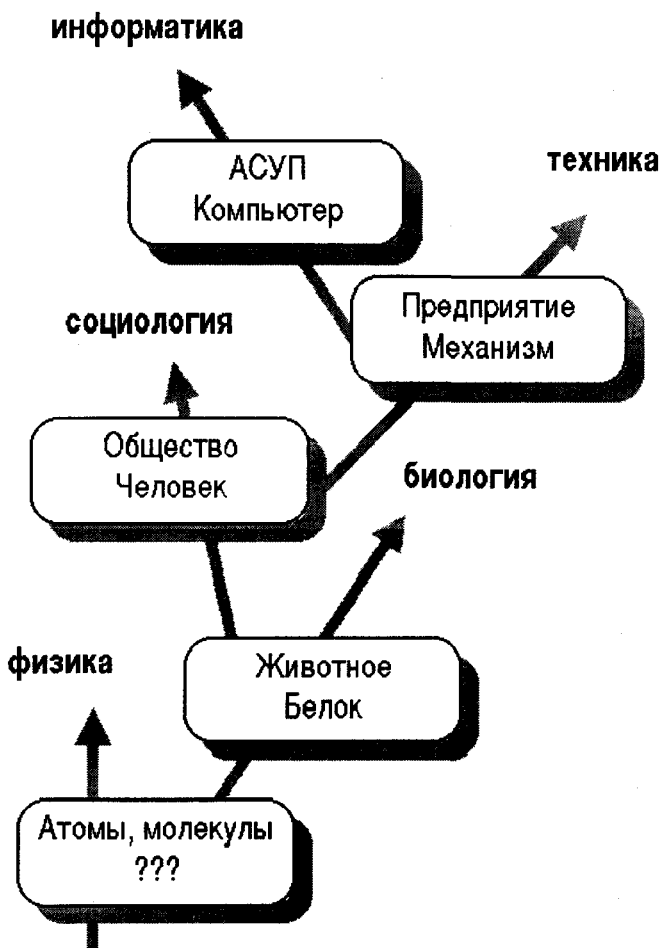 информатика
АСУП
Компьютер
техника
Предприятие
Механизм
социология
Общество
Человек
биология
Животное
Белок
физика
Атомы, молекулы
???